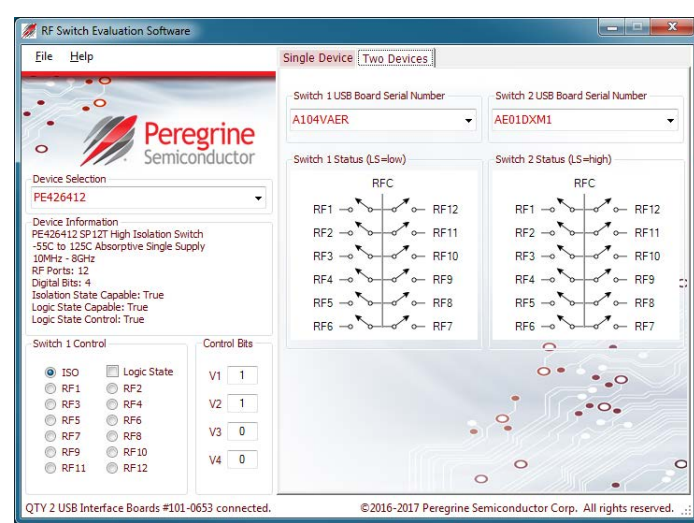 RF Switch Evaluation Software
File Help
Peregrine
Semiconductor
Device Selection
PE426412
Device Information
PE426412 SP12T High Isolation Switch
-55C to 125C Absorptive Single Supply
10MHz - 8GHz
RF Ports: 12
Digital Bits: 4
Isolation State Capable: True
Logic State Capable: True
Logic State Control: True
Switch 1 Control
ISO Logic State
RF1 RF2
RF3 RF4
RF5 RF6
RF7 RF8
RF9 RF10
RF11 RF12
Control Bits
V1 1
V2 1
V3 0
V4 0
Single Device Two Devices
Switch 1 USB Board Serial Number
A104VAER
Switch 1 Status (LS=low)
RFC
RF1 RF12
RF2 RF11
RF3 RF10
RF4 RF9
RF5 RF8
RF6 RF7
Switch 2 USB Board Serial Number
AE01DXM1
Switch 2 Status (LS=high)
RFC
RF1 RF12
RF2 RF11
RF3 RF10
RF4 RF9
RF5 RF8
RF6 RF7
QTY 2 USB Interface Boards #101-0653 connected.
©2016-2017 Peregrine Semiconductor Corp. All rights reserved.